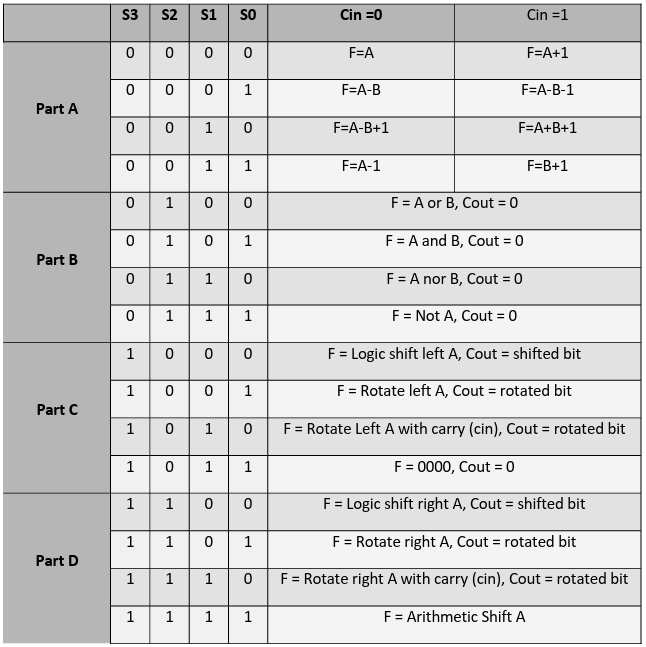 S3 S2 S1 S0 Cin =0 Cin =1
Part A
0 0 0 0 F=A F=A+1
0 0 0 1 F=A-B F=A-B-1
0 0 1 0 F=A-B+1 F=A+B+1
0 0 1 1 F=A-1 F=B+1
Part B
0 1 0 0 F = A or B, Cout = 0
0 1 0 1 F = A and B, Cout = 0
0 1 1 0 F = A nor B, Cout = 0
0 1 1 1 F = Not A, Cout = 0
Part C
1 0 0 0 F = Logic shift left A, Cout = shifted bit
1 0 0 1 F = Rotate left A, Cout = rotated bit
1 0 1 0 F = Rotate Left A with carry (cin), Cout = rotated bit
1 0 1 1 F = 0000, Cout = 0
Part D
1 1 0 0 F = Logic shift right A, Cout = shifted bit
1 1 0 1 F = Rotate right A, Cout = rotated bit
1 1 1 0 F = Rotate right A with carry (cin), Cout = rotated bit
1 1 1 1 F = Arithmetic Shift A